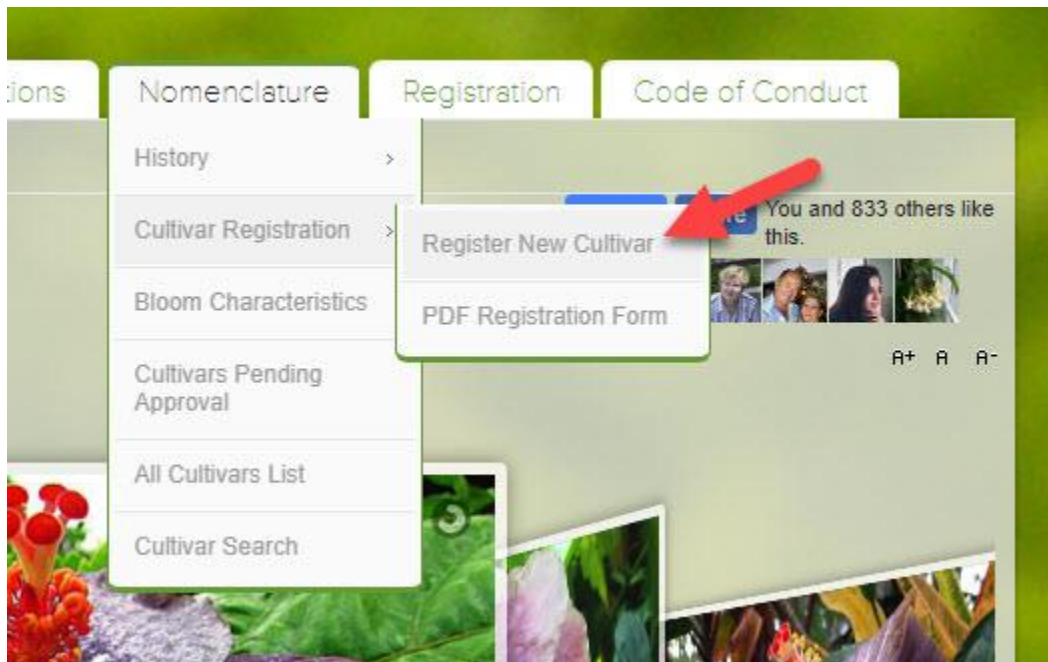 Nomenclature
Registration
Code of Conduct
History
Cultivar Registration
Register New Cultivar
You and 833 others like
this.
Bloom Characteristics
PDF Registration Form
A+ A A-
Cultivars Pending
Approval
All Cultivars List
Cultivar Search